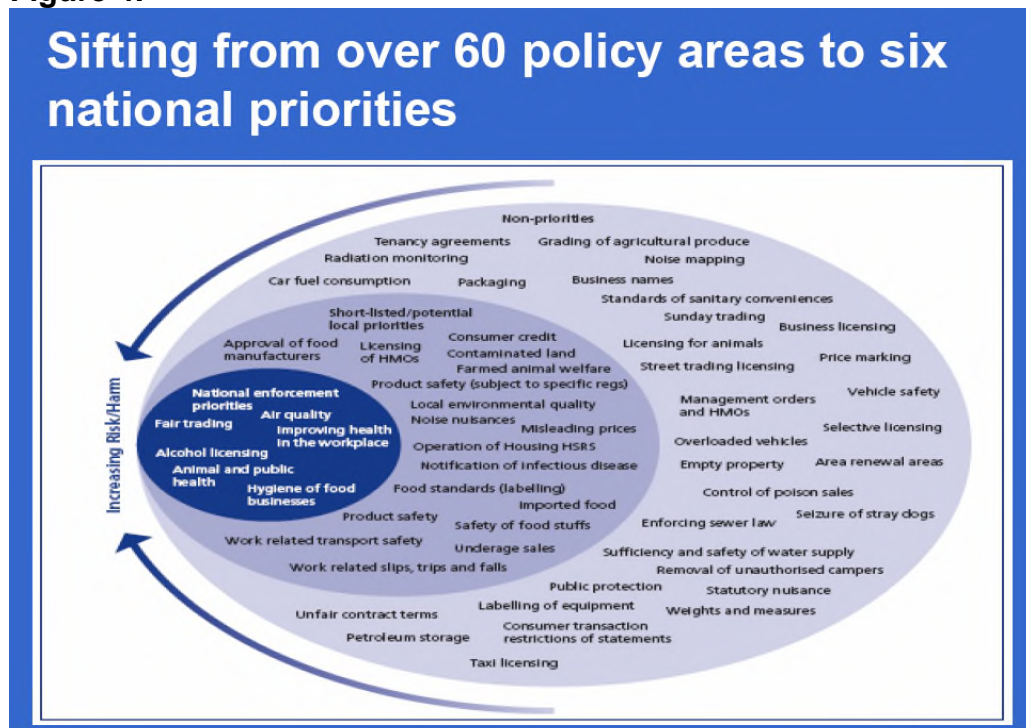 Sifting from over 60 policy areas to six
national priorities
Increasing Risk/Harm
Non-priorities
Tenancy agreements
Grading of agricultural produce
Radiation monitoring
Noise mapping
Car fuel consumption
Packaging
Business names
Standards of sanitary conveniences
Sunday trading
Business licensing
Licensing for animals
Price marking
Street trading licensing
Vehicle safety
Management orders
and HMOs
Selective licensing
Overloaded vehicles
Empty property
Area renewal areas
Control of poison sales
Seizure of stray dogs
Enforcing sewer law
Sufficiency and safety of water supply
Removal of unauthorised campers
Public protection
Statutory nuisance
Labelling of equipment
Weights and measures
Unfair contract terms
Consumer transaction
restrictions of statements
Petroleum storage
Taxi licensing
Short-listed/potential
local priorities
Approval of food
manufacturers
Licensing
of HMOs
Consumer credit
Contaminated land
Farmed animal welfare
Product safety (subject to specific regs)
Local environmental quality
Noise nuisances
Misleading prices
Operation of Housing HSRS
Notification of infectious disease
Food standards (labelling)
Imported food
Product safety
Safety of food stuffs
Work related transport safety
Underage sales
Work related slips, trips and falls
National enforcement
priorities
Air quality
Fair trading
Improving health
in the workplace
Alcohol licensing
Animal and public
health
Hygiene of food
businesses